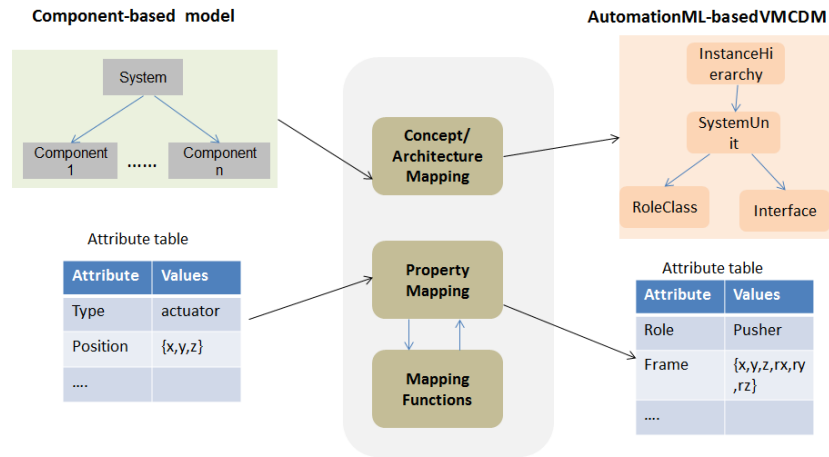 Component-based model
AutomationML-basedVMCDM
System
Component
1
......
Component
n
Concept/
Architecture
Mapping
InstanceHi
erarchy
SystemUn
it
RoleClass
Interface
Attribute table
Attribute Values
Type actuator
Position {x,y,z}
....
Property
Mapping
Mapping
Functions
Attribute table
Attribute Values
Role Pusher
Frame {x,y,z,rx,ry
,rz}
....